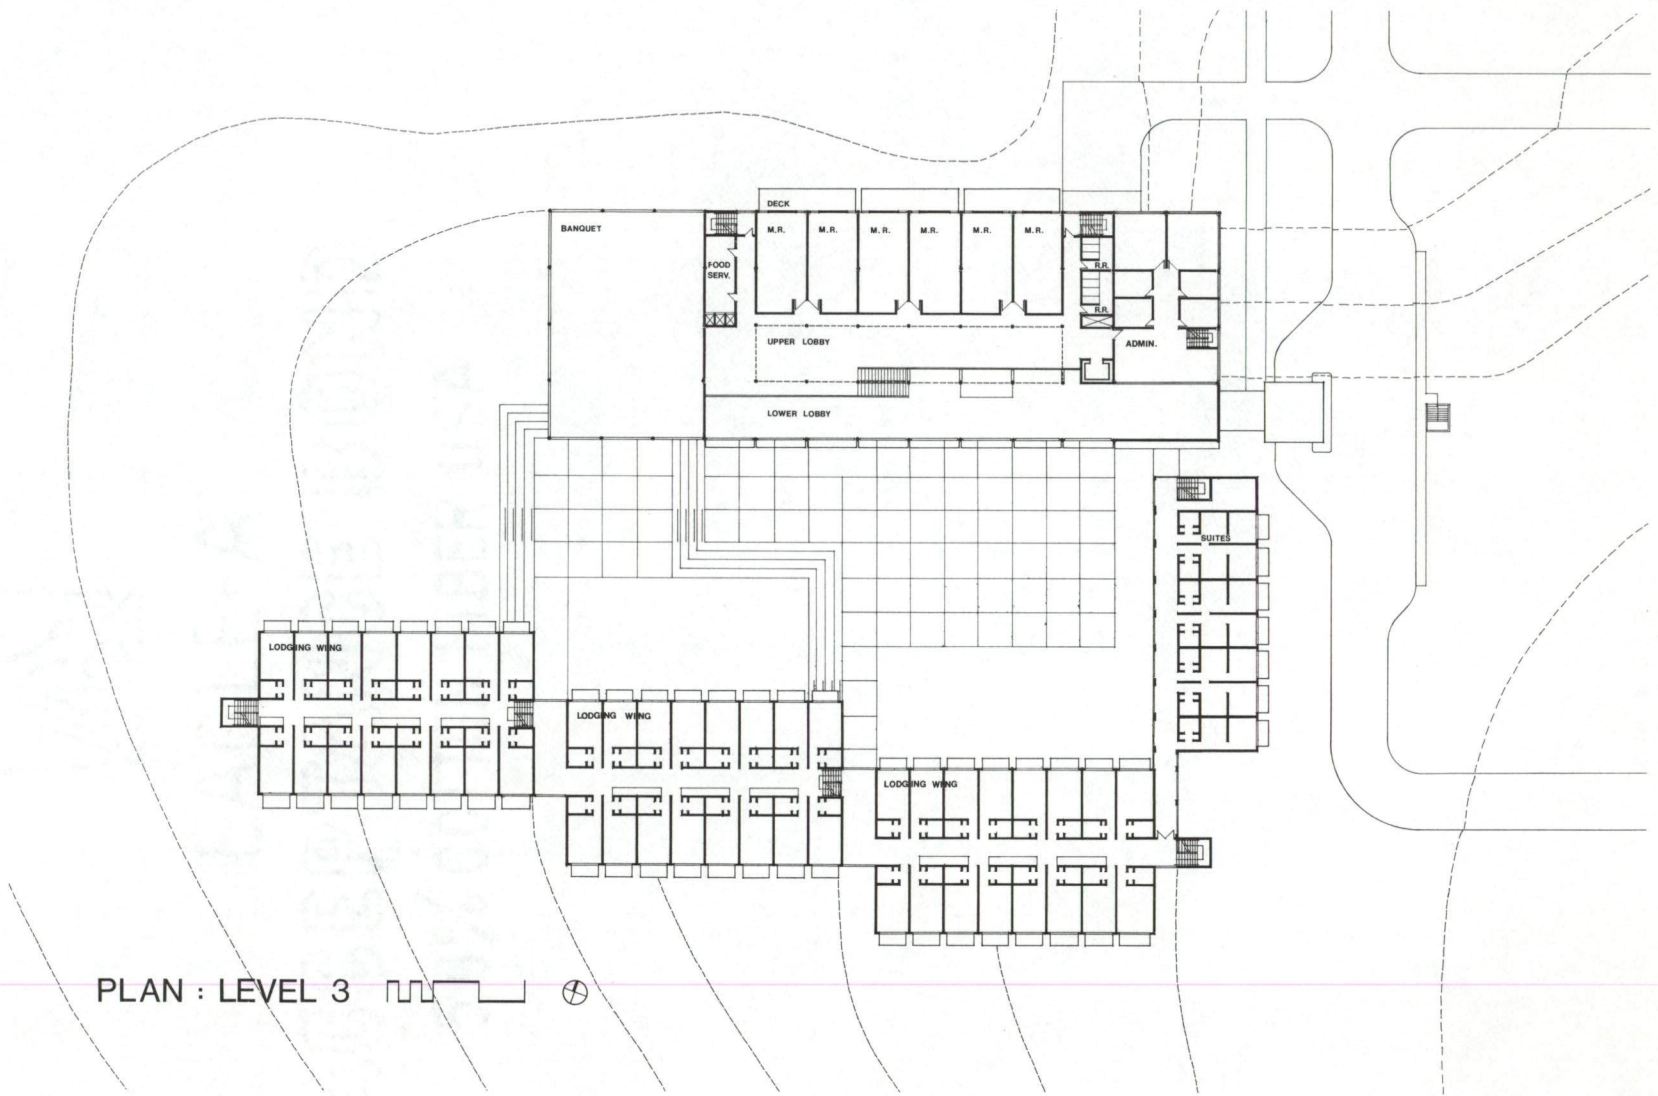 DECK
BANQUET
M.R.
M.R.
M.R.
M.R.
M.R.
M.R.
FOOD
SERV.
R.R.
R.R.
UPPER LOBBY
ADMIN.
LOWER LOBBY
SUITES
LODGING WING
LODGING WING
LODGING WING
PLAN : LEVEL 3